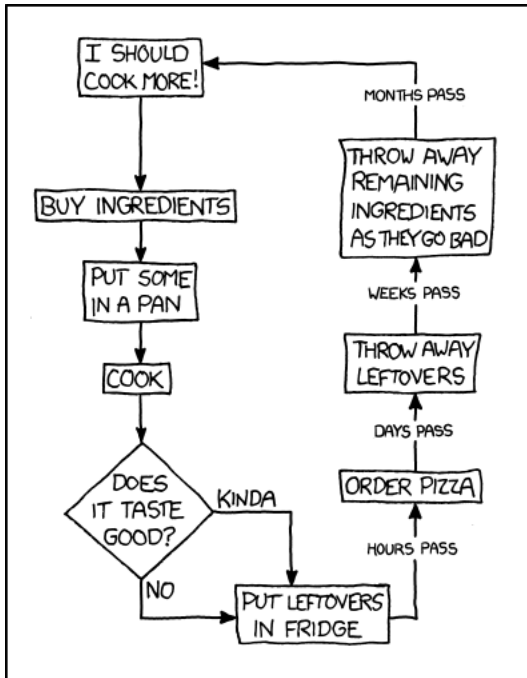 I SHOULD
COOK MORE!
BUY INGREDIENTS
PUT SOME
IN A PAN
COOK
DOES
IT TASTE
GOOD?
KINDA
NO
PUT LEFTOVERS
IN FRIDGE
HOURS PASS
ORDER PIZZA
DAYS PASS
THROW AWAY
LEFTOVERS
WEEKS PASS
THROW AWAY
REMAINING
INGREDIENTS
AS THEY GO BAD
MONTHS PASS